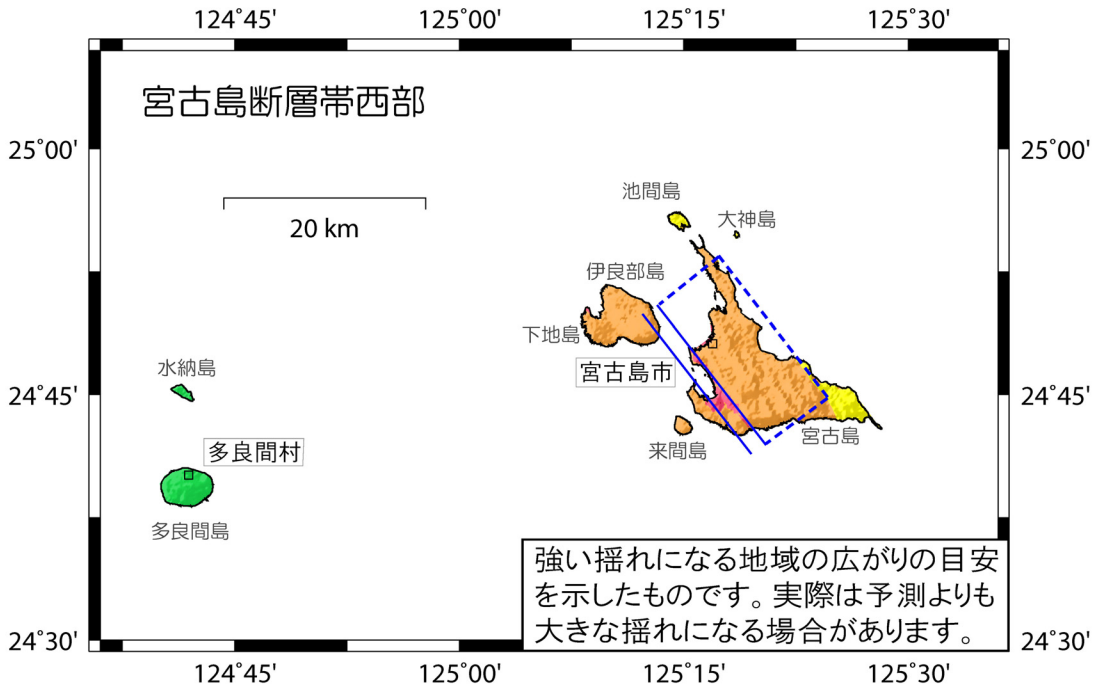 124°45' 125°00' 125°15' 125°30'
宮古島断層帯西部
25°00' 25°00'
20 km
池間島
大神島
伊良部島
下地島
宮古島市
水納島
24°45' 24°45'
宮古島
来間島
多良間村
多良間島
強い揺れになる地域の広がりの目安
を示したものです。実際は予測よりも
大きな揺れになる場合があります。
24°30' 24°30'
124°45' 125°00' 125°15' 125°30'